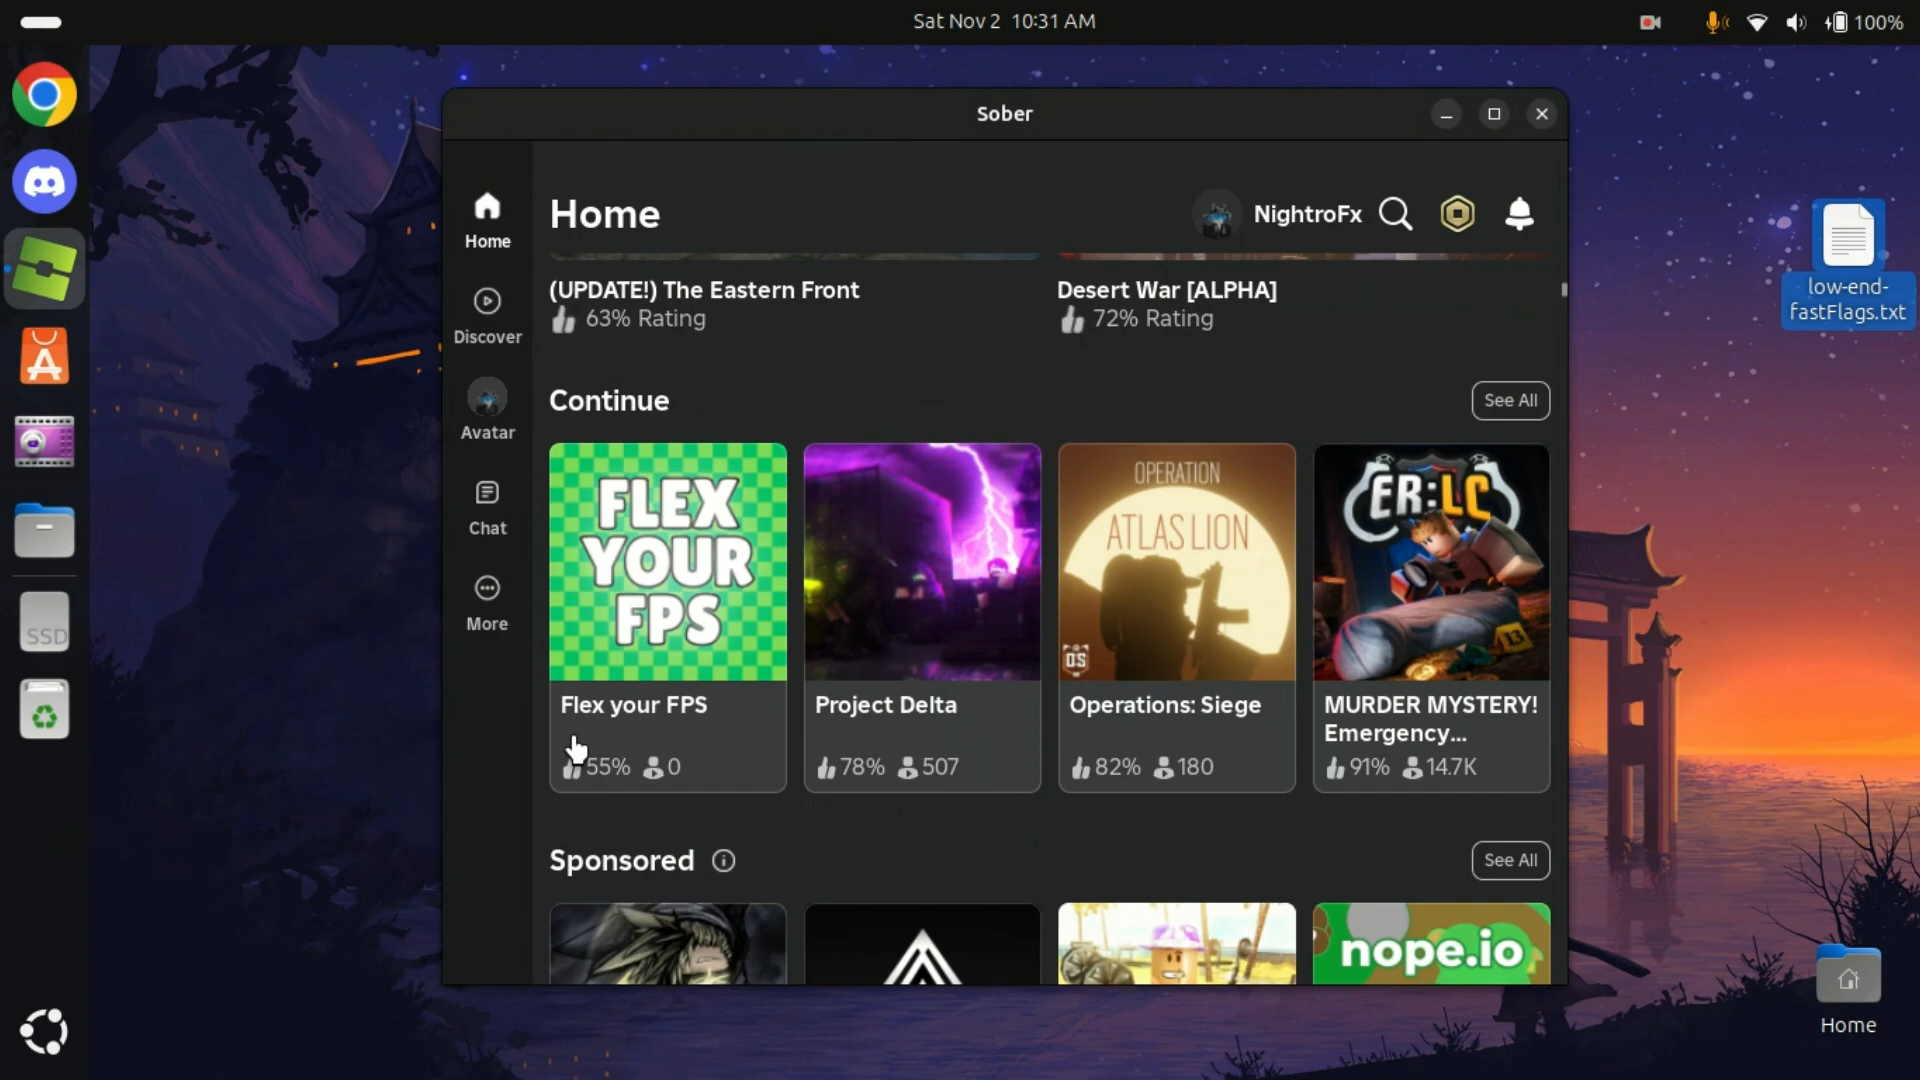 Sat Nov 2 10:31 AM
100%
Sober
Home
NightroFx
Home
Discover
Avatar
Chat
More
(UPDATE!) The Eastern Front
63% Rating
Desert War [ALPHA]
72% Rating
Continue
See All
FLEX
YOUR
FPS
OPERATION
ATLAS LION
OS
ER:LC
13
Flex your FPS
55% 0
Project Delta
78% 507
Operations: Siege
82% 180
MURDER MYSTERY!
Emergency...
91% 14.7K
Sponsored
See All
nope.io
low-end-
fastFlags.txt
SSD
Home